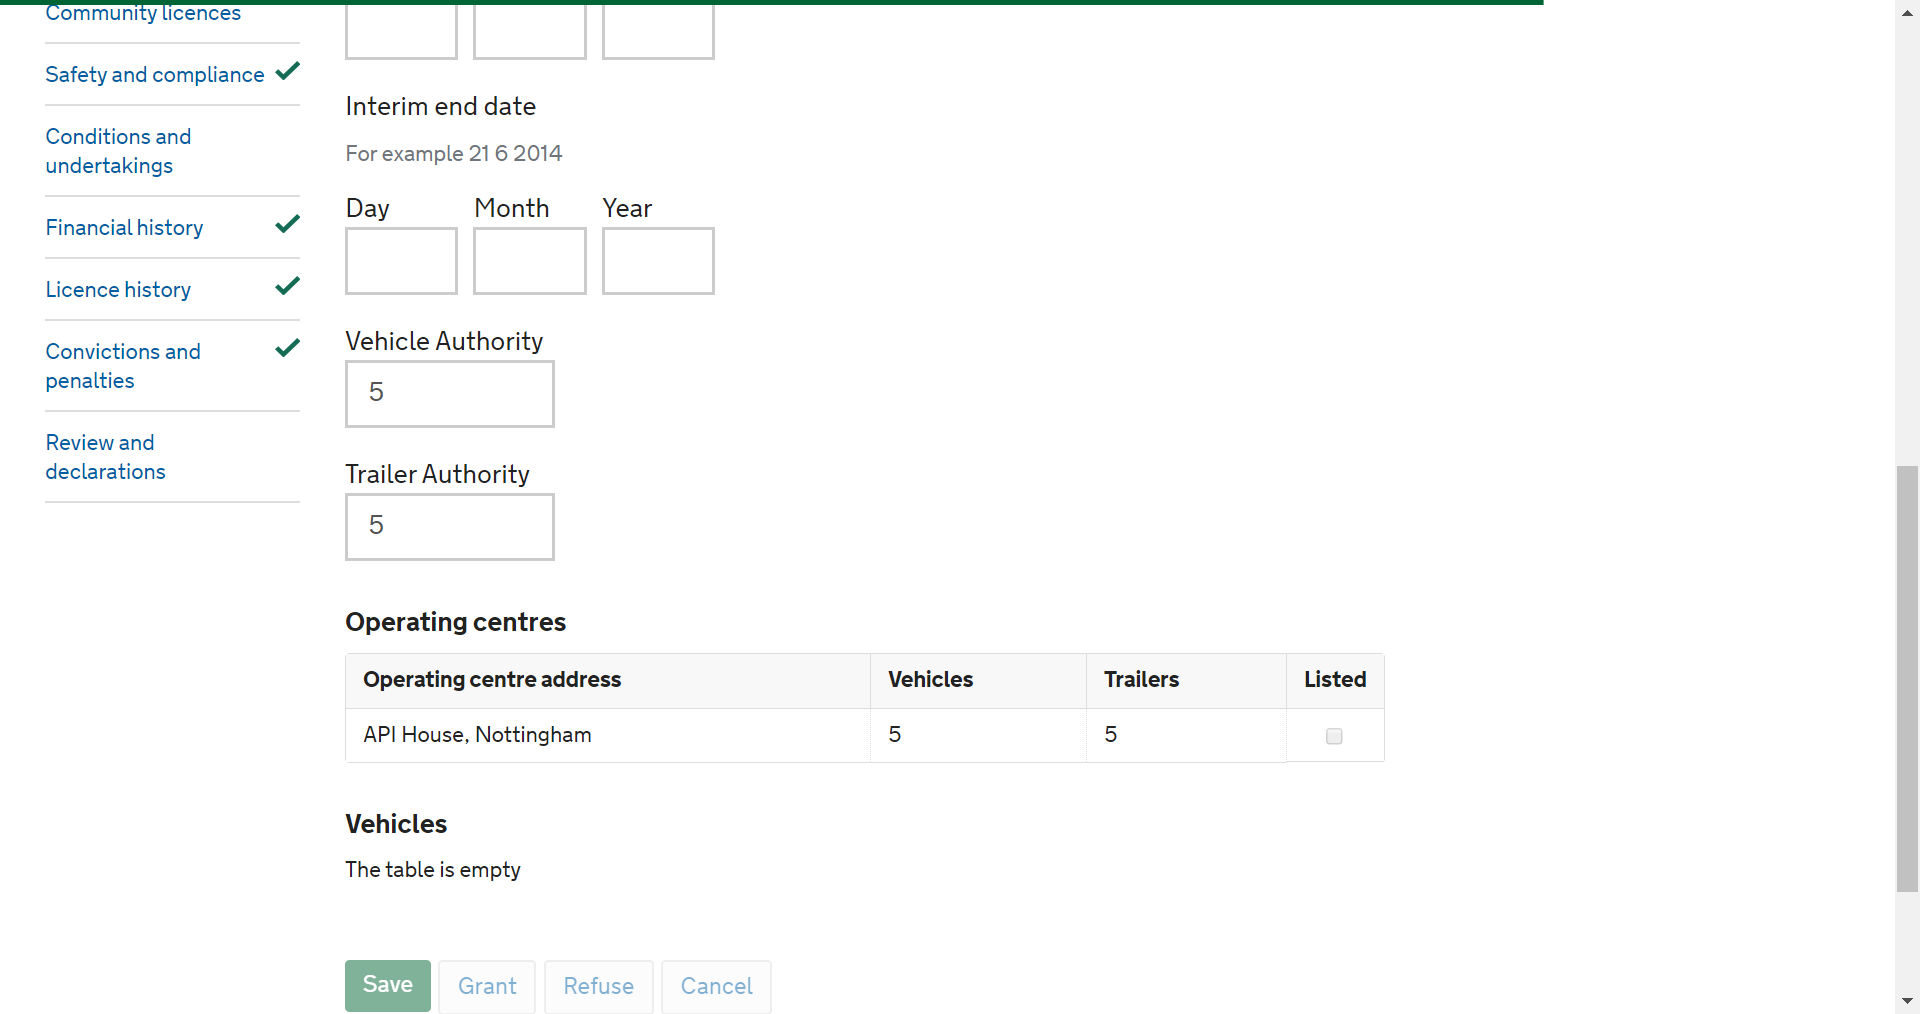 Community licences
Safety and compliance
Conditions and
undertakings
Financial history
Licence history
Convictions and
penalties
Review and
declarations
Interim end date
For example 21 6 2014
Day Month Year
Vehicle Authority
5
Trailer Authority
5
Operating centres
Operating centre address Vehicles Trailers Listed
API House, Nottingham 5 5
Vehicles
The table is empty
Save Grant Refuse Cancel